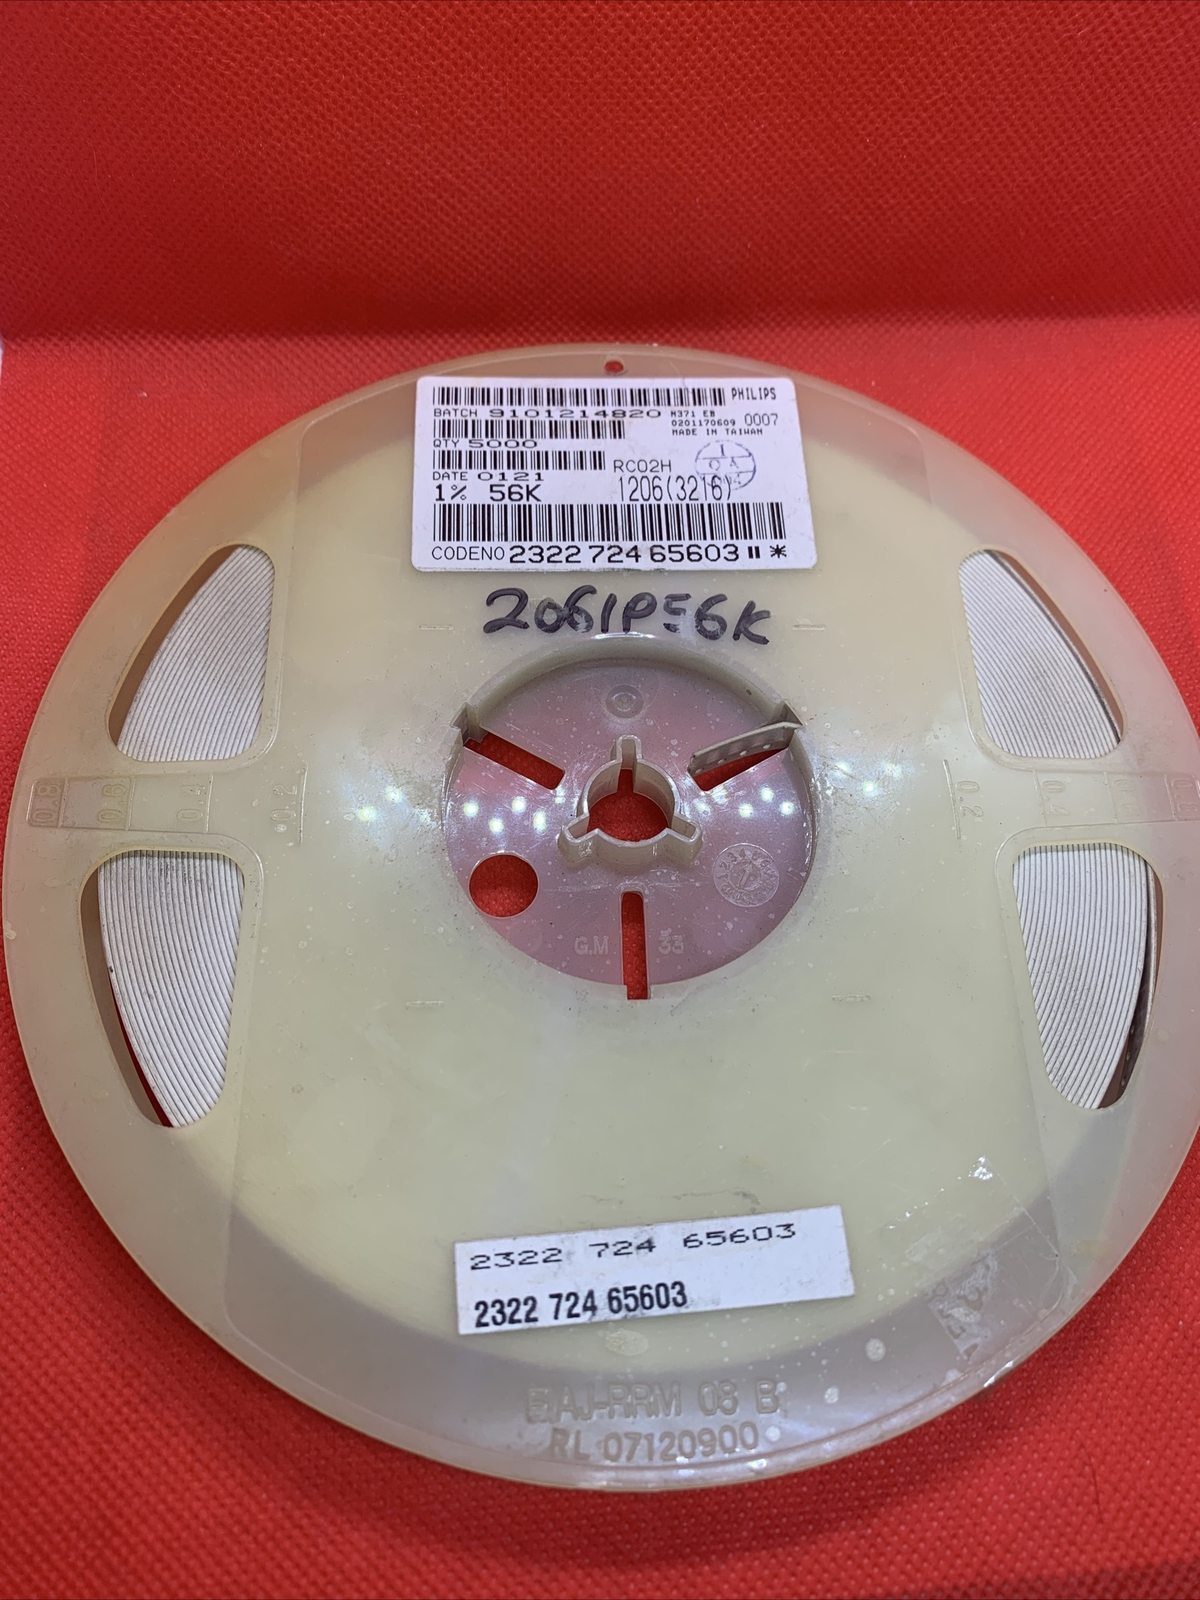 PHILIPS
BATCH 9101214820 M371 EB
0201170609 0007
MADE IN TAIWAN
QTY 5000
RC02H
DATE 0121
1% 56K 1206(3216)
CODENO 2322 724 65603 *
2061P56K
0.8 0.6 0.4 0.2
0.2 0.4
G.M 33
2322 724 65603
2322 724 65603
EIAJ-RRM 08 B
RL 07120900